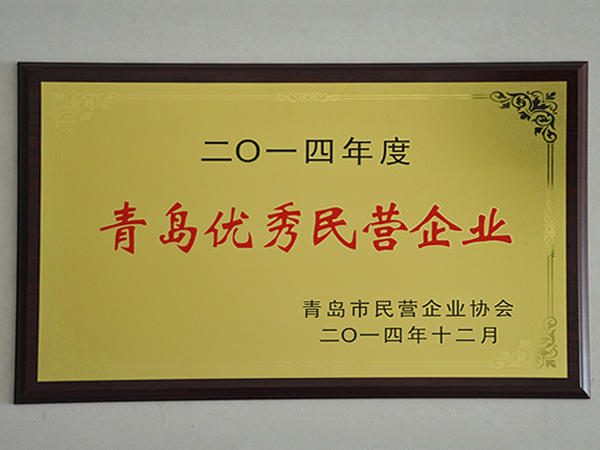 二〇一四年度
青岛优秀民营企业
青岛市民营企业协会
二〇一四年十二月